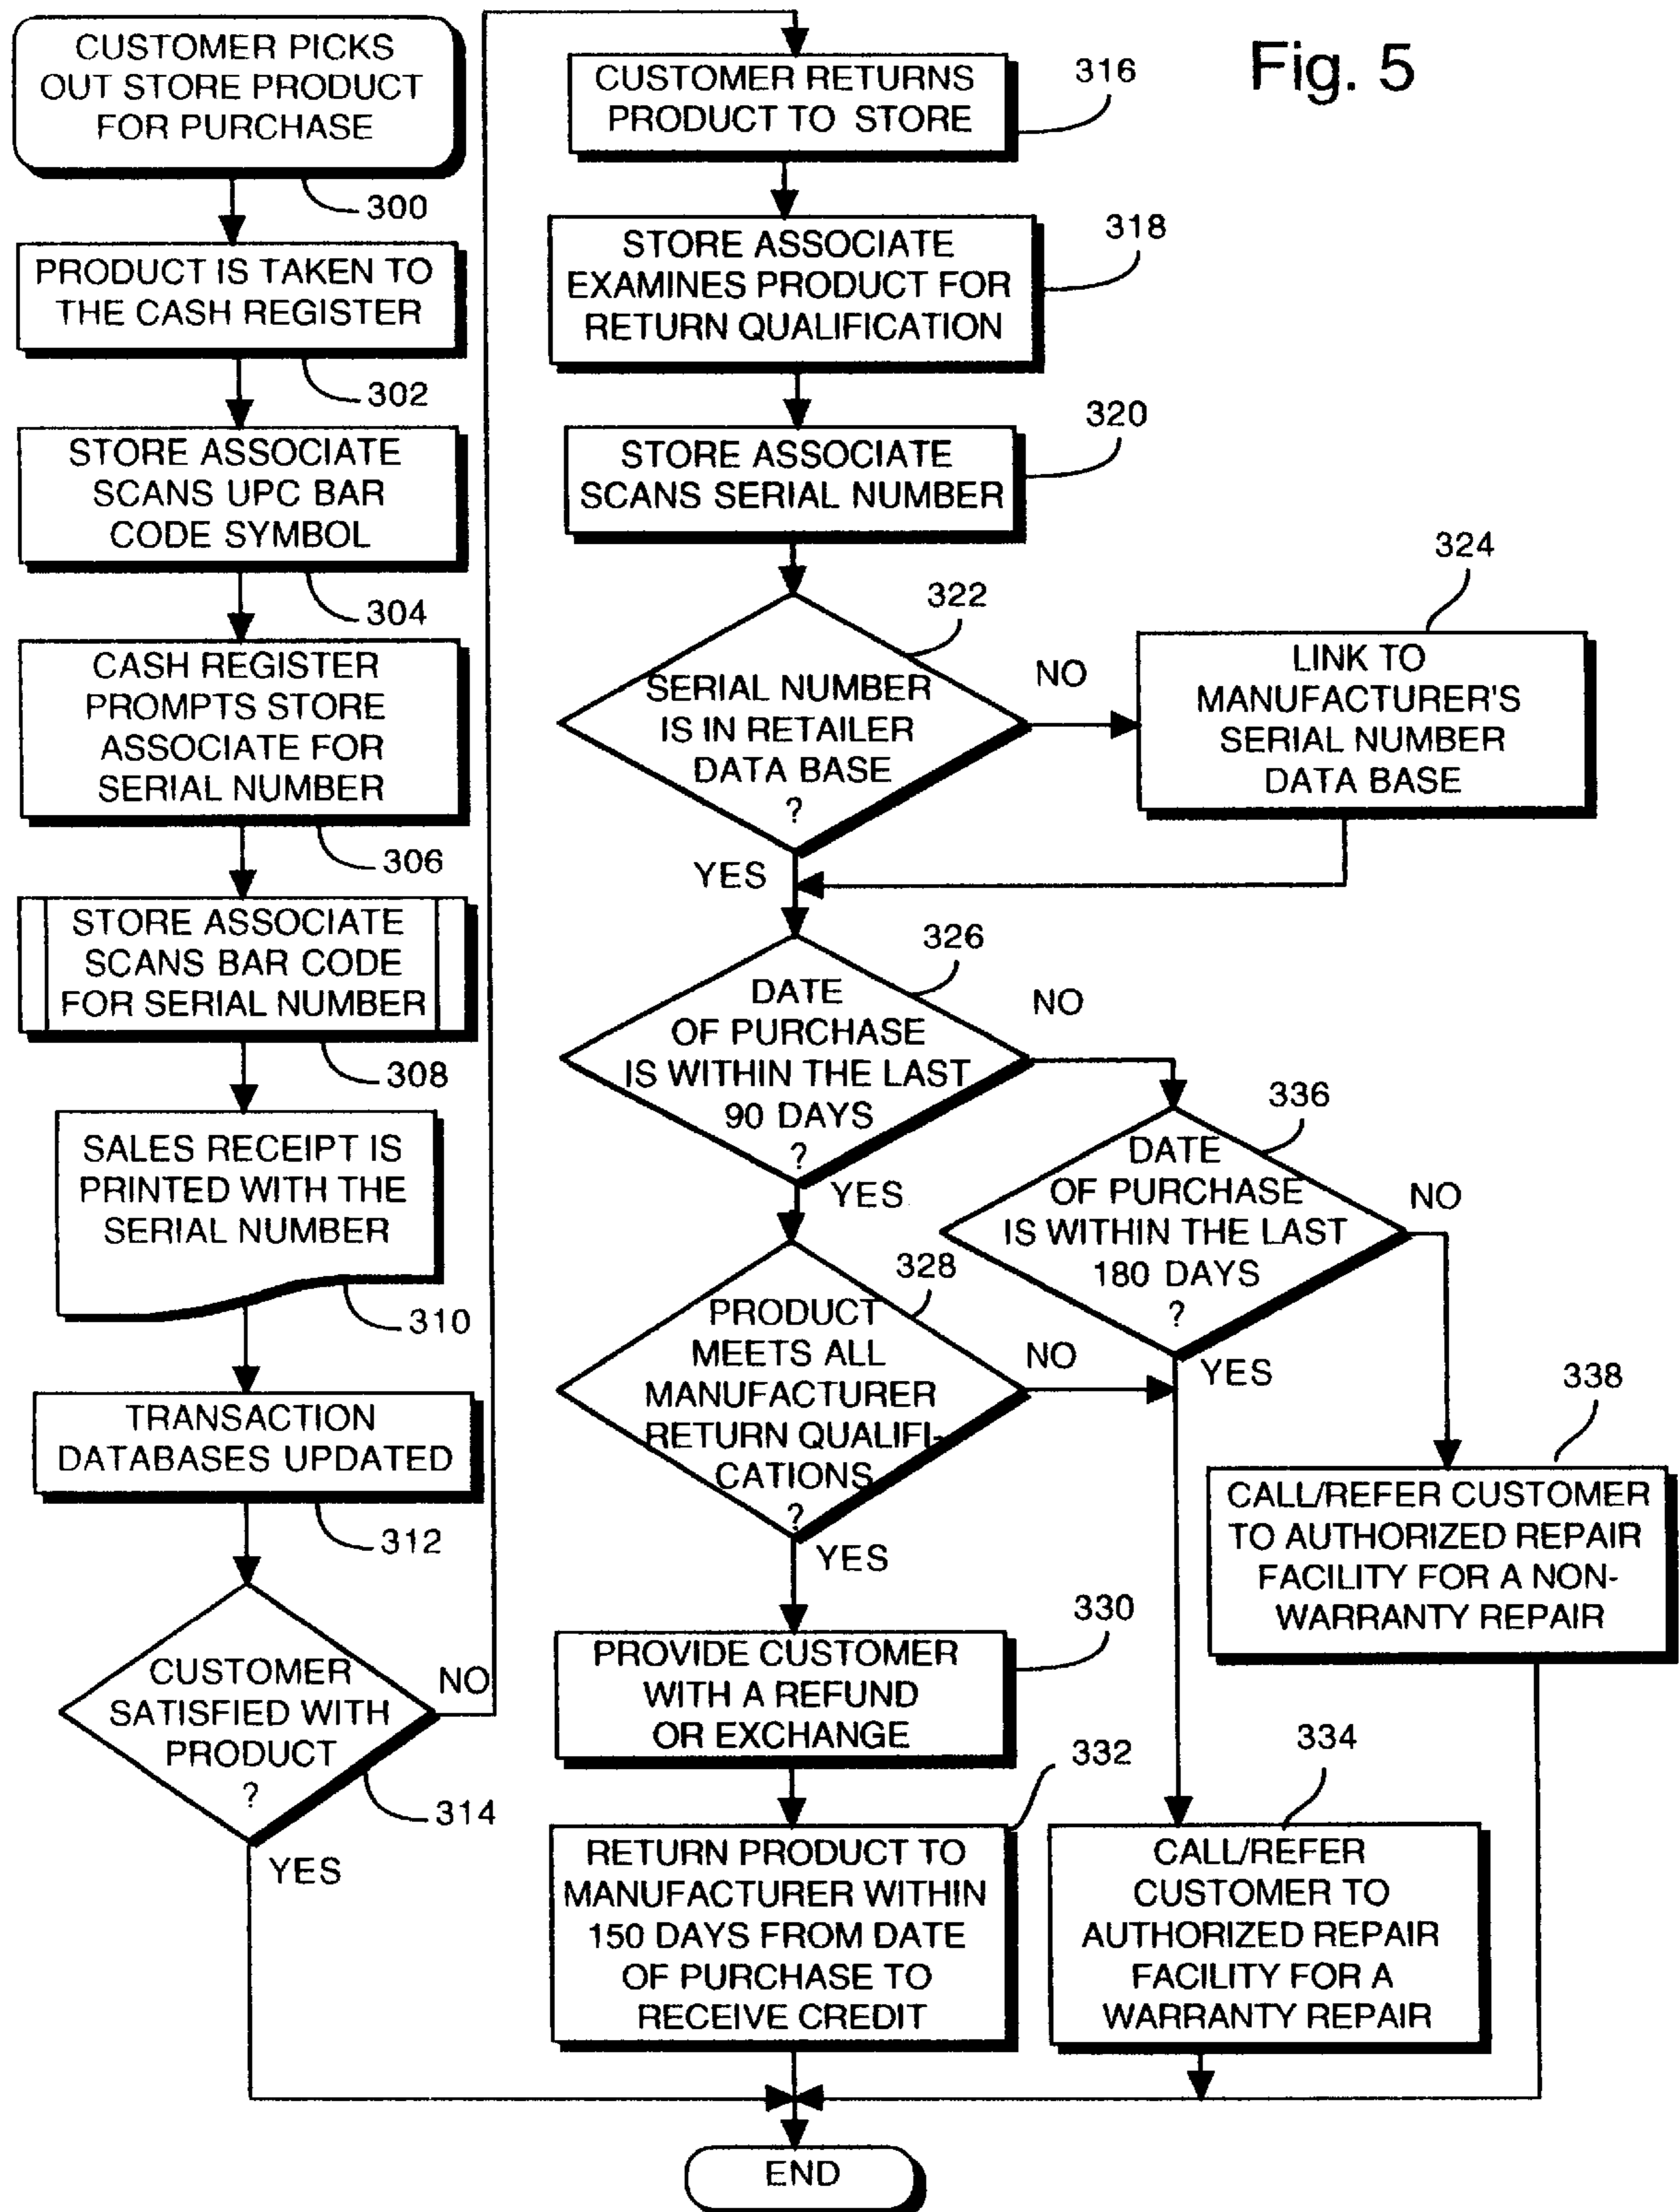 Fig. 5
CUSTOMER PICKS
OUT STORE PRODUCT
FOR PURCHASE
300
PRODUCT IS TAKEN TO
THE CASH REGISTER
302
STORE ASSOCIATE
SCANS UPC BAR
CODE SYMBOL
304
CASH REGISTER
PROMPTS STORE
ASSOCIATE FOR
SERIAL NUMBER
306
STORE ASSOCIATE
SCANS BAR CODE
FOR SERIAL NUMBER
308
SALES RECEIPT IS
PRINTED WITH THE
SERIAL NUMBER
310
TRANSACTION
DATABASES UPDATED
312
CUSTOMER
SATISFIED WITH
PRODUCT
?
314
NO
YES
CUSTOMER RETURNS
PRODUCT TO STORE
316
STORE ASSOCIATE
EXAMINES PRODUCT FOR
RETURN QUALIFICATION
318
STORE ASSOCIATE
SCANS SERIAL NUMBER
320
SERIAL NUMBER
IS IN RETAILER
DATA BASE
?
322
NO
YES
LINK TO
MANUFACTURER'S
SERIAL NUMBER
DATA BASE
324
DATE
OF PURCHASE
IS WITHIN THE LAST
90 DAYS
?
326
NO
YES
PRODUCT
MEETS ALL
MANUFACTURER
RETURN QUALIFI-
CATIONS
?
328
NO
YES
PROVIDE CUSTOMER
WITH A REFUND
OR EXCHANGE
330
RETURN PRODUCT TO
MANUFACTURER WITHIN
150 DAYS FROM DATE
OF PURCHASE TO
RECEIVE CREDIT
332
DATE
OF PURCHASE
IS WITHIN THE LAST
180 DAYS
?
336
NO
YES
CALL/REFER CUSTOMER
TO AUTHORIZED REPAIR
FACILITY FOR A NON-
WARRANTY REPAIR
338
CALL/REFER
CUSTOMER TO
AUTHORIZED REPAIR
FACILITY FOR A
WARRANTY REPAIR
334
END